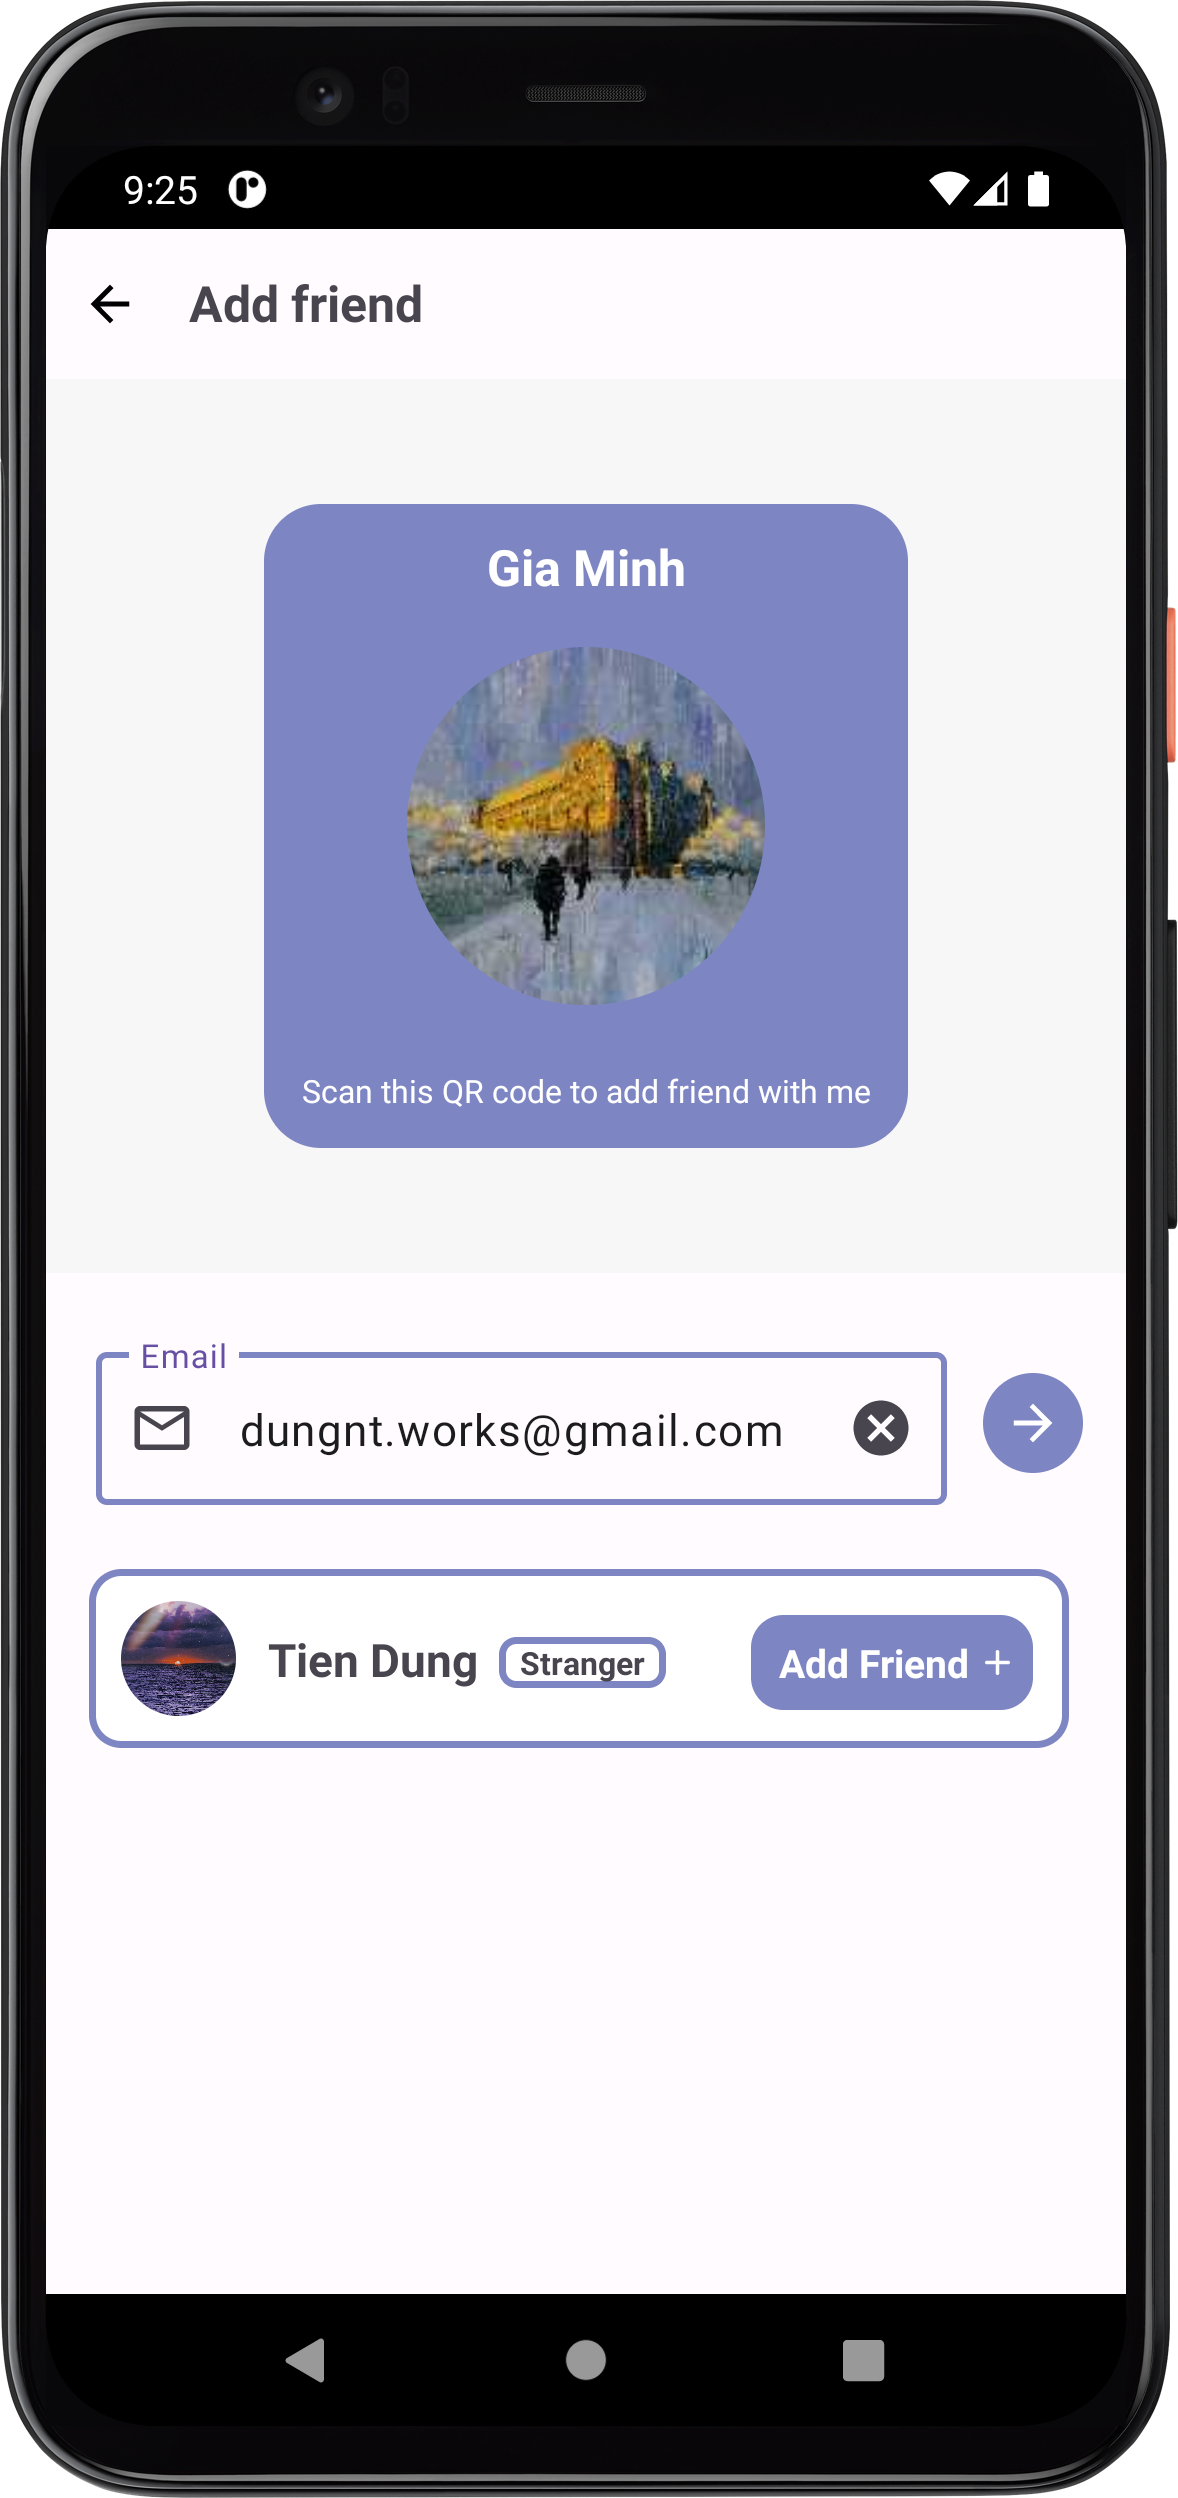 9:25
Add friend
Gia Minh
Scan this QR code to add friend with me
Email
dungnt.works@gmail.com
Tien Dung Stranger Add Friend +